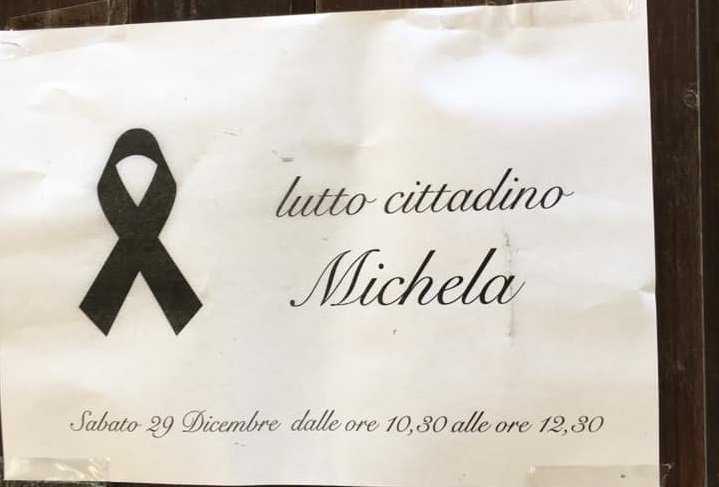 lutto cittadino
Michela
Sabato 29 Dicembre dalle ore 10,30 alle ore 12,30